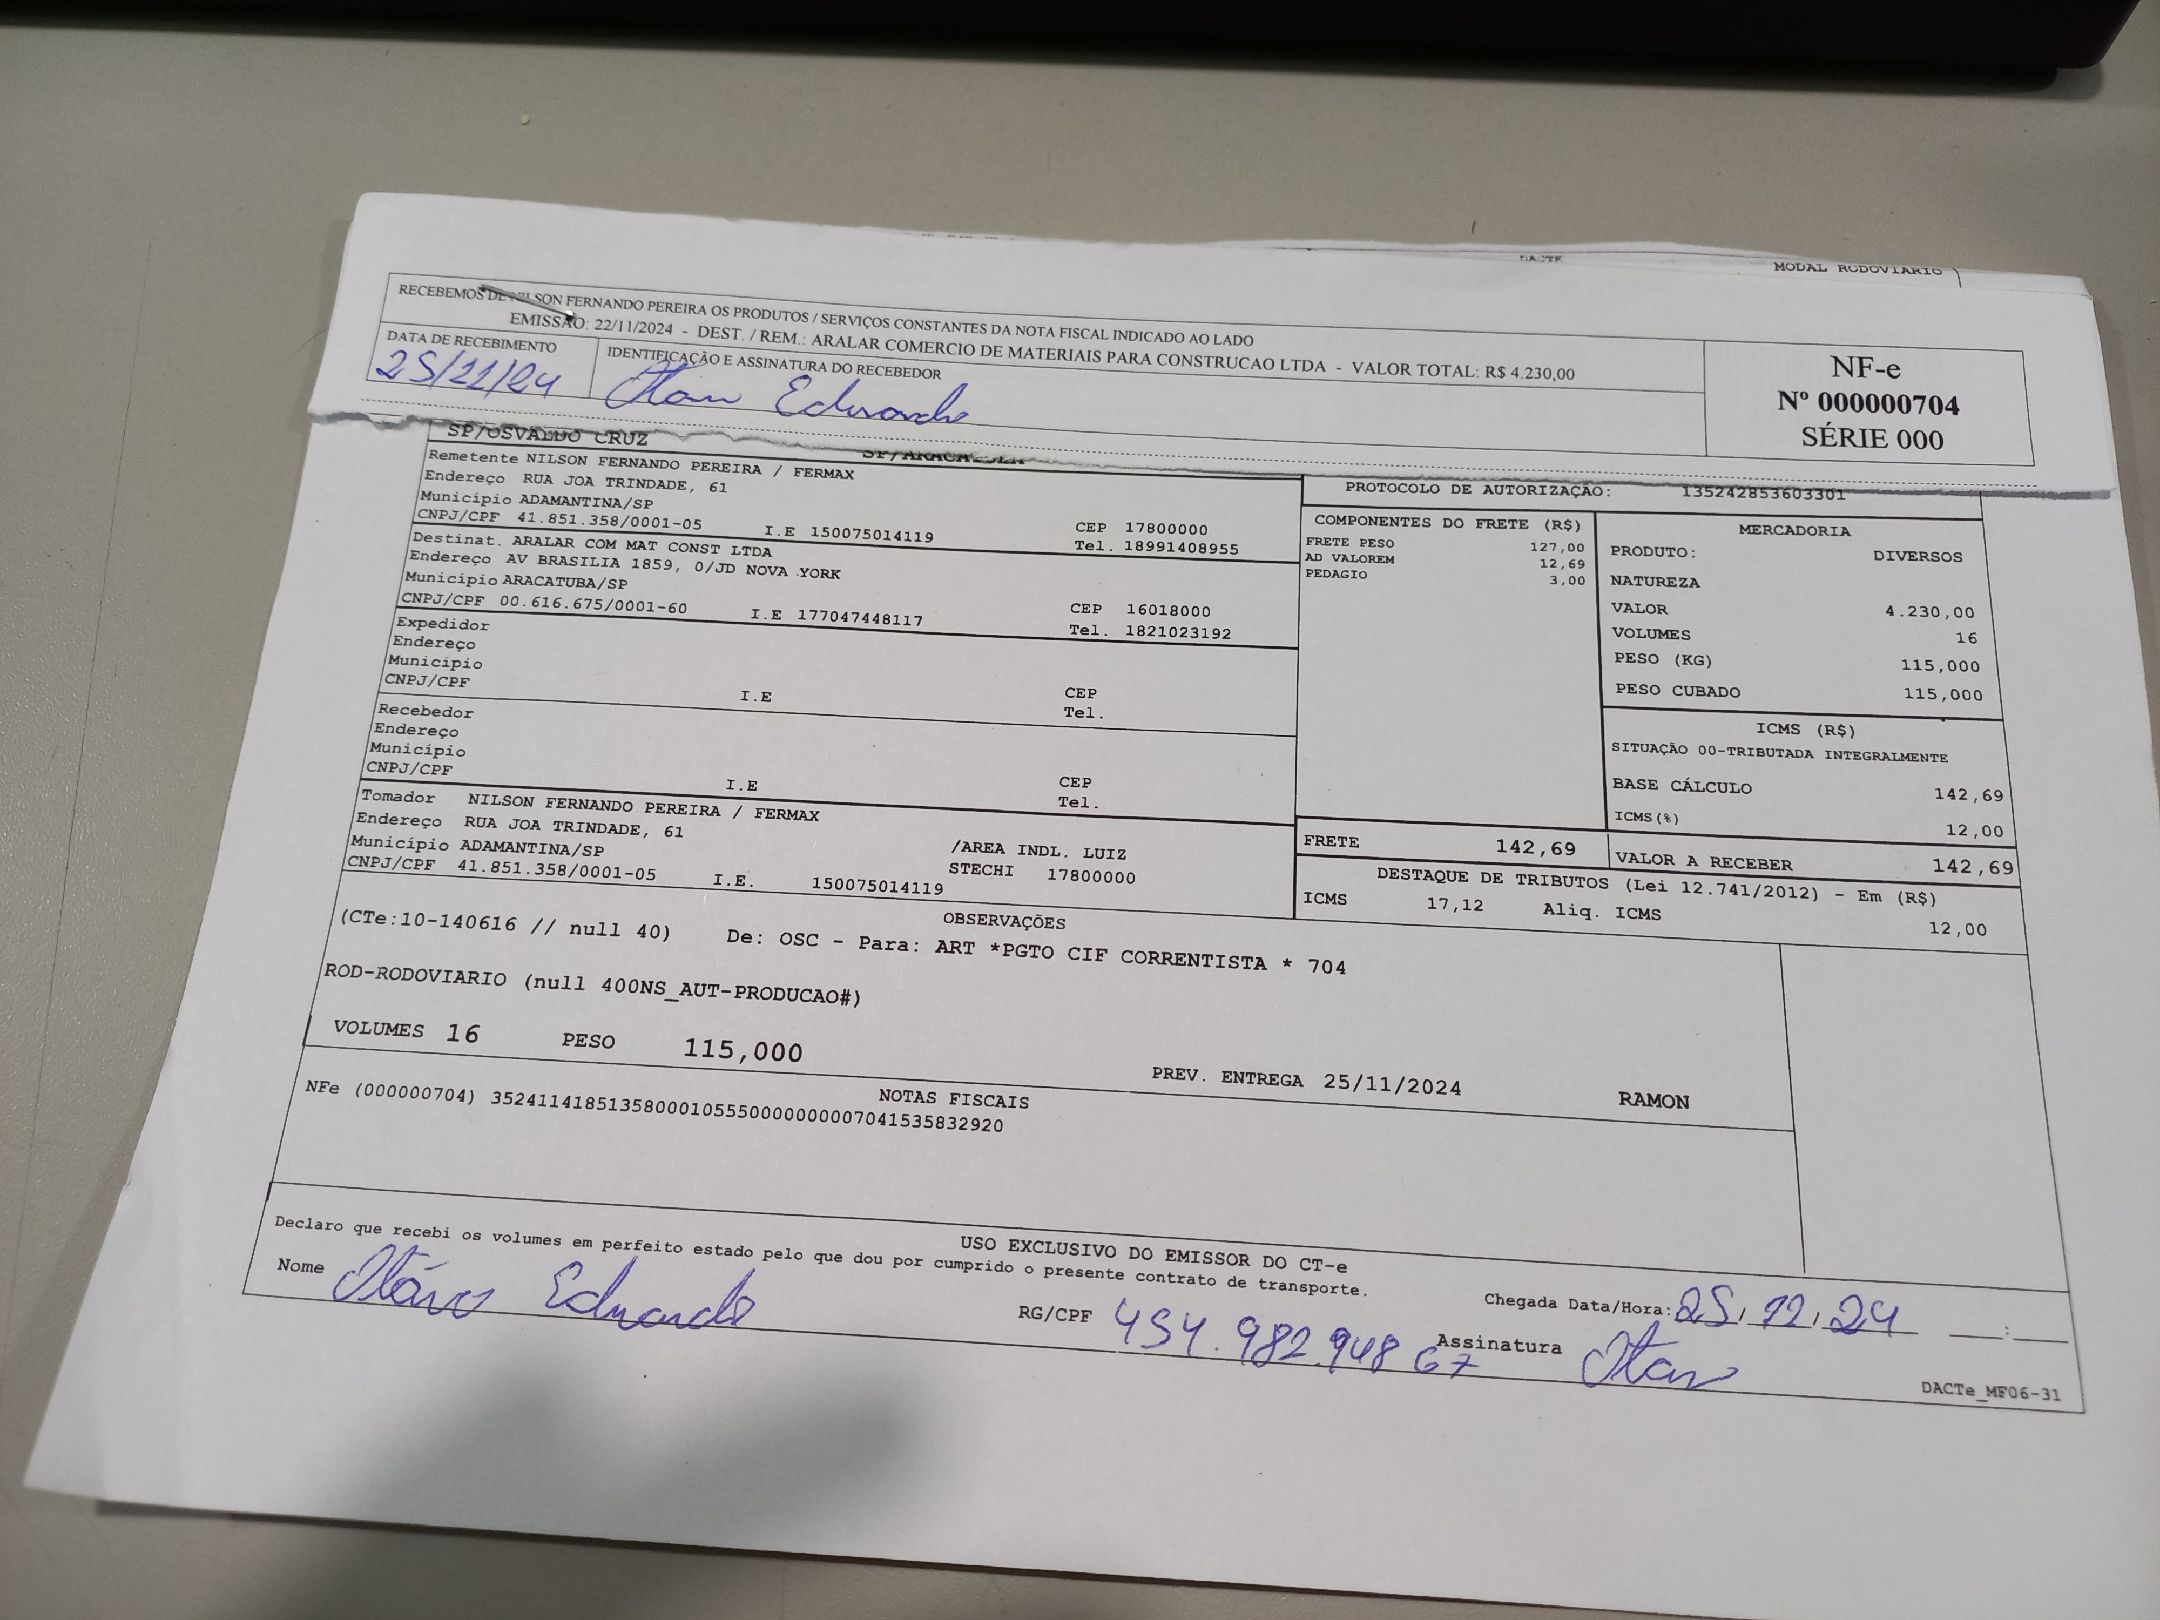 MODAL RODOVIARIO
RECEBEMOS DE NILSON FERNANDO PEREIRA OS PRODUTOS / SERVIÇOS CONSTANTES DA NOTA FISCAL INDICADO AO LADO
EMISSÃO: 22/11/2024 - DEST. / REM.: ARALAR COMERCIO DE MATERIAIS PARA CONSTRUCAO LTDA - VALOR TOTAL: R$ 4.230,00
DATA DE RECEBIMENTO
25/11/24
IDENTIFICAÇÃO E ASSINATURA DO RECEBEDOR
Eduardo
NF-e
Nº 000000704
SÉRIE 000
SP/OSVALDO CRUZ
Remetente NILSON FERNANDO PEREIRA / FERMAX
Endereço RUA JOA TRINDADE, 61
Município ADAMANTINA/SP
CNPJ/CPF 41.851.358/0001-05 I.E 150075014119
CEP 17800000
Tel. 18991408955
Destinat. ARALAR COM MAT CONST LTDA
Endereço AV BRASILIA 1859, 0/JD NOVA YORK
Município ARACATUBA/SP
CNPJ/CPF 00.616.675/0001-60 I.E 177047448117
CEP 16018000
Tel. 1821023192
Expedidor
Endereço
Município
CNPJ/CPF I.E
CEP
Tel.
Recebedor
Endereço
Município
CNPJ/CPF I.E
CEP
Tel.
Tomador NILSON FERNANDO PEREIRA / FERMAX
Endereço RUA JOA TRINDADE, 61
Município ADAMANTINA/SP /AREA INDL. LUIZ
CNPJ/CPF 41.851.358/0001-05 I.E. 150075014119 STECHI 17800000
PROTOCOLO DE AUTORIZAÇÃO: 135242853603301
COMPONENTES DO FRETE (R$)
FRETE PESO 127,00
AD VALOREM 12,69
PEDAGIO 3,00
MERCADORIA
PRODUTO: DIVERSOS
NATUREZA
VALOR 4.230,00
VOLUMES 16
PESO (KG) 115,000
PESO CUBADO 115,000
ICMS (R$)
SITUAÇÃO 00-TRIBUTADA INTEGRALMENTE
BASE CÁLCULO 142,69
ICMS(%) 12,00
FRETE 142,69
VALOR A RECEBER 142,69
DESTAQUE DE TRIBUTOS (Lei 12.741/2012) - Em (R$)
ICMS 17,12 Aliq. ICMS 12,00
OBSERVAÇÕES
(CTe:10-140616 // null 40) De: OSC - Para: ART *PGTO CIF CORRENTISTA * 704
ROD-RODOVIARIO (null 400NS_AUT-PRODUCAO#)
VOLUMES 16 PESO 115,000
PREV. ENTREGA 25/11/2024 RAMON
NOTAS FISCAIS
NFe (000000704) 35241141851358000105550000000007041535832920
USO EXCLUSIVO DO EMISSOR DO CT-e
Declaro que recebi os volumes em perfeito estado pelo que dou por cumprido o presente contrato de transporte.
Nome Otávio Eduardo
RG/CPF 454.982.948 67
Chegada Data/Hora: 25, 11, 24 __:__
Assinatura
DACTe_MF06-31